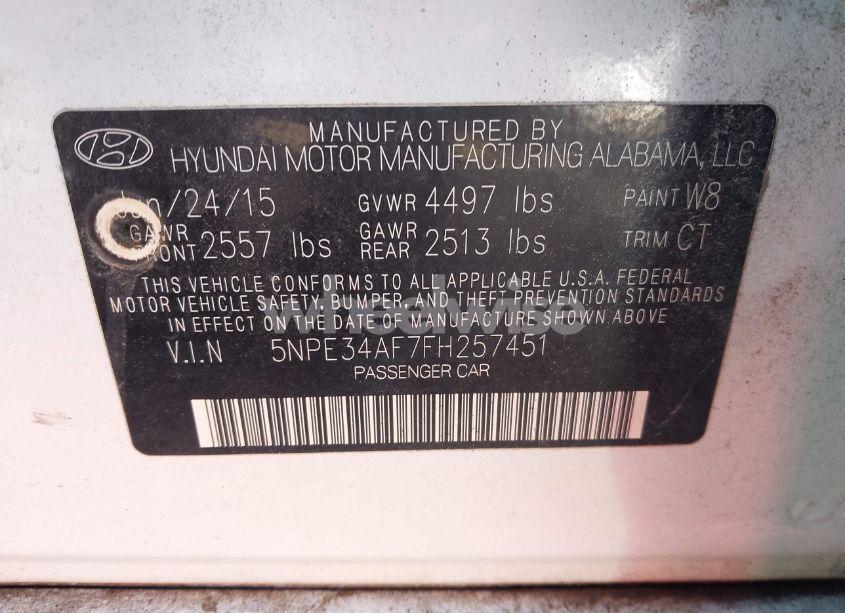 MANUFACTURED BY
HYUNDAI MOTOR MANUFACTURING ALABAMA, LLC
/24/15 GVWR 4497 lbs PAINT W8
GAWR FRONT 2557 lbs GAWR REAR 2513 lbs TRIM CT
THIS VEHICLE CONFORMS TO ALL APPLICABLE U.S.A. FEDERAL
MOTOR VEHICLE SAFETY, BUMPER, AND THEFT PREVENTION STANDARDS
IN EFFECT ON THE DATE OF MANUFACTURE SHOWN ABOVE
wheelwise
V.I.N 5NPE34AF7FH257451
PASSENGER CAR